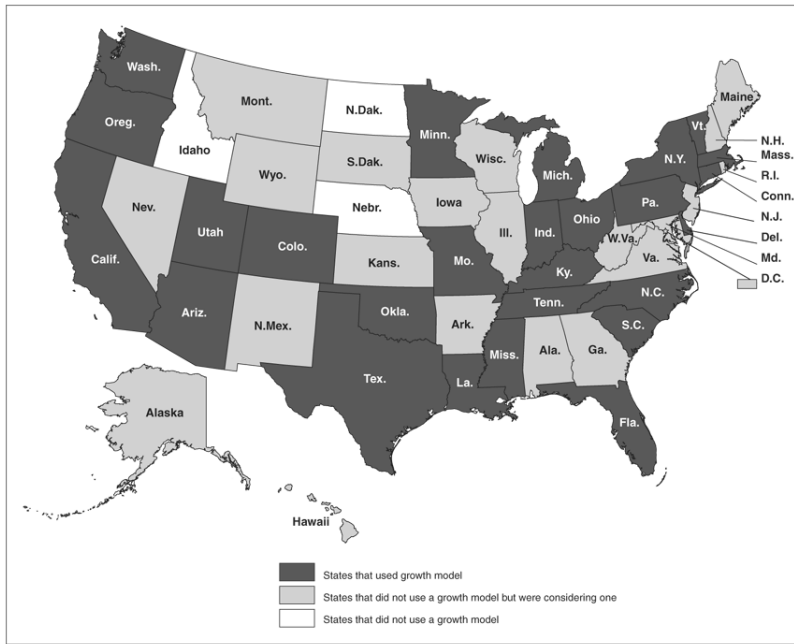 Wash.
Mont.
N.Dak.
Minn.
Maine
Oreg.
Idaho
S.Dak.
Wisc.
Mich.
Vt.
N.H.
Mass.
Wyo.
N.Y.
R.I.
Conn.
Nev.
Nebr.
Iowa
Pa.
N.J.
Utah
Colo.
Ill.
Ind.
Ohio
W.Va.
Del.
Calif.
Kans.
Mo.
Ky.
Va.
Md.
D.C.
Ariz.
N.Mex.
Okla.
Ark.
Tenn.
N.C.
S.C.
Tex.
La.
Miss.
Ala.
Ga.
Fla.
Alaska
Hawaii
States that used growth model
States that did not use a growth model but were considering one
States that did not use a growth model